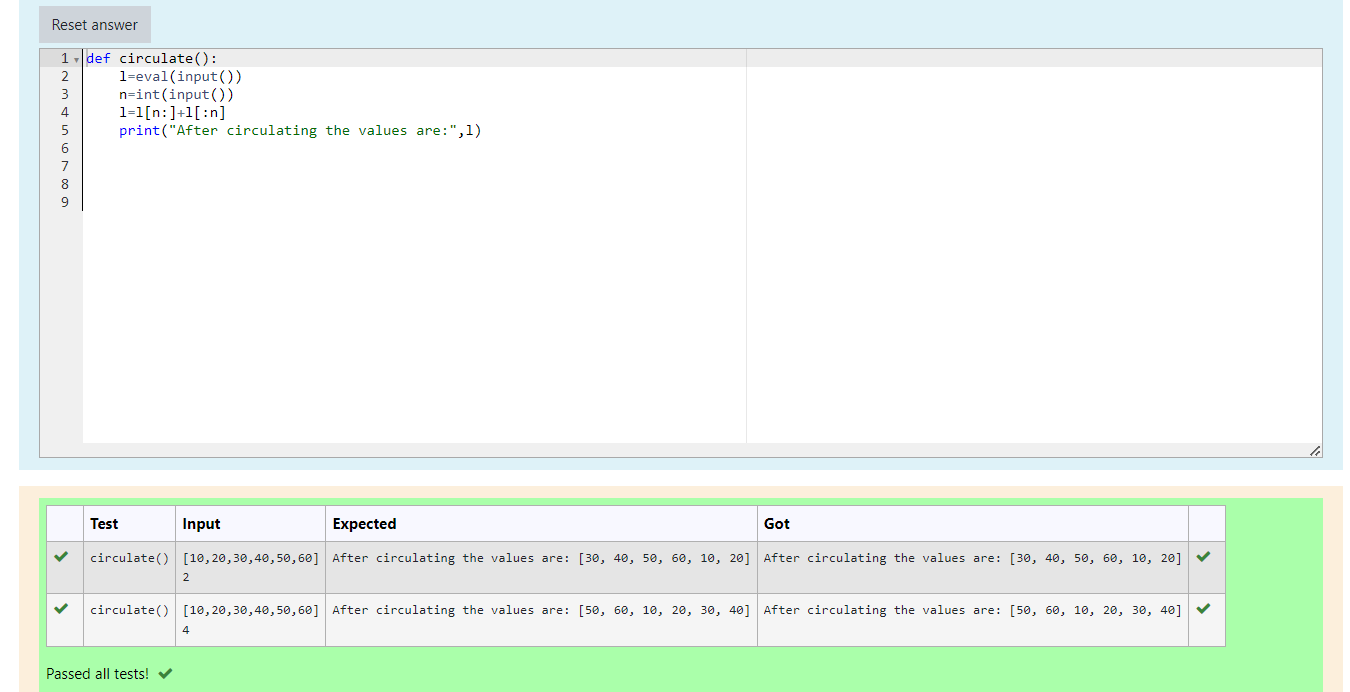 Reset answer
1 def circulate():
2 l=eval(input())
3 n=int(input())
4 l=l[n:]+l[:n]
5 print("After circulating the values are:",l)
6
7
8
9
Test Input Expected Got
circulate() [10,20,30,40,50,60] After circulating the values are: [30, 40, 50, 60, 10, 20] After circulating the values are: [30, 40, 50, 60, 10, 20]
2
circulate() [10,20,30,40,50,60] After circulating the values are: [50, 60, 10, 20, 30, 40] After circulating the values are: [50, 60, 10, 20, 30, 40]
4
Passed all tests!